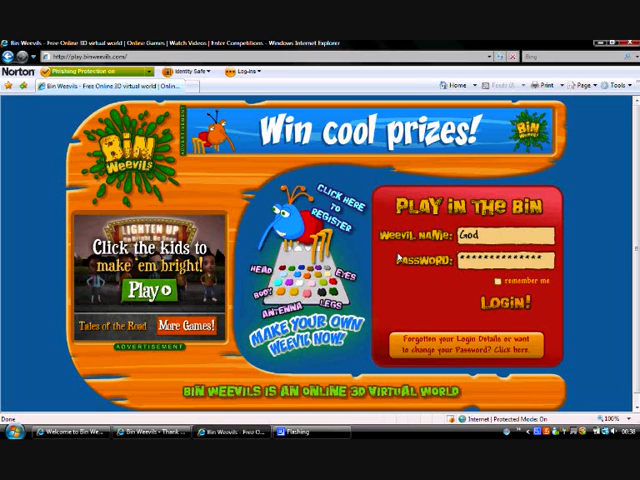 Bin Weevils - Free Online 3D virtual world | Online Games | Watch Videos | Enter Competitions - Windows Internet Explorer
http://play.binweevils.com/
Bing
Norton
Phishing Protection on
Identity Safe
Log-ins
Bin Weevils - Free Online 3D virtual world | Onlin...
Home
Print
Page
Tools
BiN
WEEVILS
ADVERTISEMENT
Win cool prizes!
BIN
WEEVILS
LIGHTEN UP
Click the kids to
make 'em bright!
Play
Tales of the Road
More Games!
ADVERTISEMENT
CLICK HERE
TO
REGISTER
HEAD
EYES
BODY
LEGS
ANTENNA
MAKE YOUR OWN
WEEVIL NOW!
PLAY IN THE BIN
WEEVIL NAME:
God
PASSWORD:
***************
remember me
LOGIN!
Forgotten your Login Details or want
to change your Password? Click here.
BIN WEEVILS IS AN ONLINE 3D VIRTUAL WORLD
Done
Internet | Protected Mode: On
100%
Welcome to Bin We...
Bin Weevils - Thank ...
Bin Weevils - Free O...
Flashing
00:38